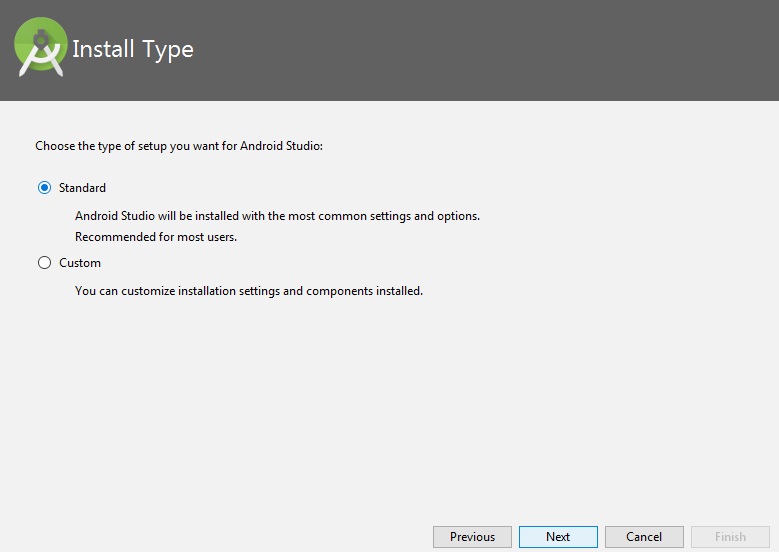 Install Type
Choose the type of setup you want for Android Studio:
Standard
Android Studio will be installed with the most common settings and options.
Recommended for most users.
Custom
You can customize installation settings and components installed.
Previous Next Cancel Finish